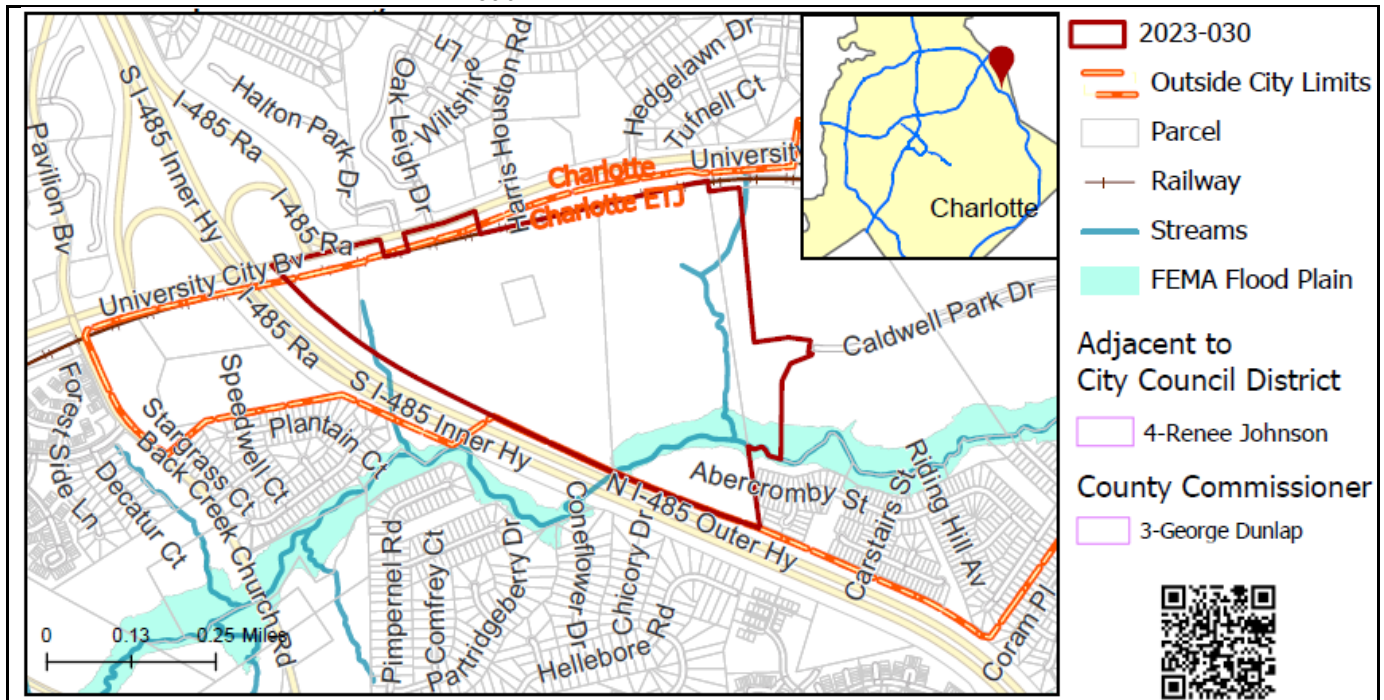 S I-485 Inner Hy
I-485 Ra
Halton Park Dr
Oak Leigh Dr
Wiltshire
Ln
Harris Houston Rd
Hedgelawn Dr
Tufnell Ct
University
Pavilion Bv
Charlotte
Charlotte ETJ
I-485
Ra
University City Bv
I-485 Ra
S I-485 Inner Hy
Caldwell Park Dr
Forest Side Ln
Stargrass Ct
Speedwell Ct
Plantain Ct
Back Creek Church Rd
Decatur Ct
N I-485 Outer Hy
Abercromby St
Carstairs St
Riding Hill Av
Coram Pl
Pimpernel Rd
Comfrey Ct
Partridgeberry Dr
Coneflower Dr
Chicory Dr
Hellebore Rd
0 0.13 0.25 Miles
Charlotte
2023-030
Outside City Limits
Parcel
Railway
Streams
FEMA Flood Plain
Adjacent to
City Council District
4-Renee Johnson
County Commissioner
3-George Dunlap